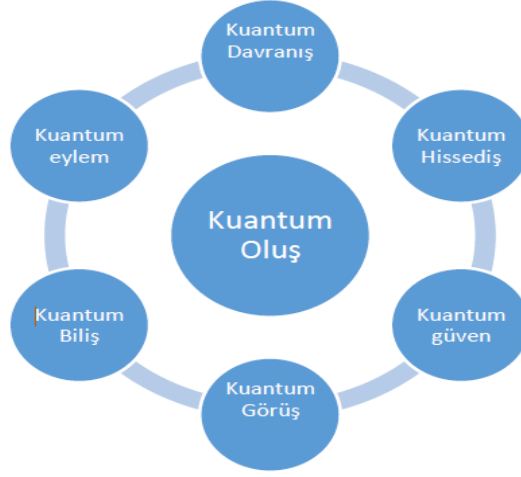 Kuantum
Davranış
Kuantum
Hissediş
Kuantum
güven
Kuantum
Görüş
Kuantum
Biliş
Kuantum
eylem
Kuantum
Oluş